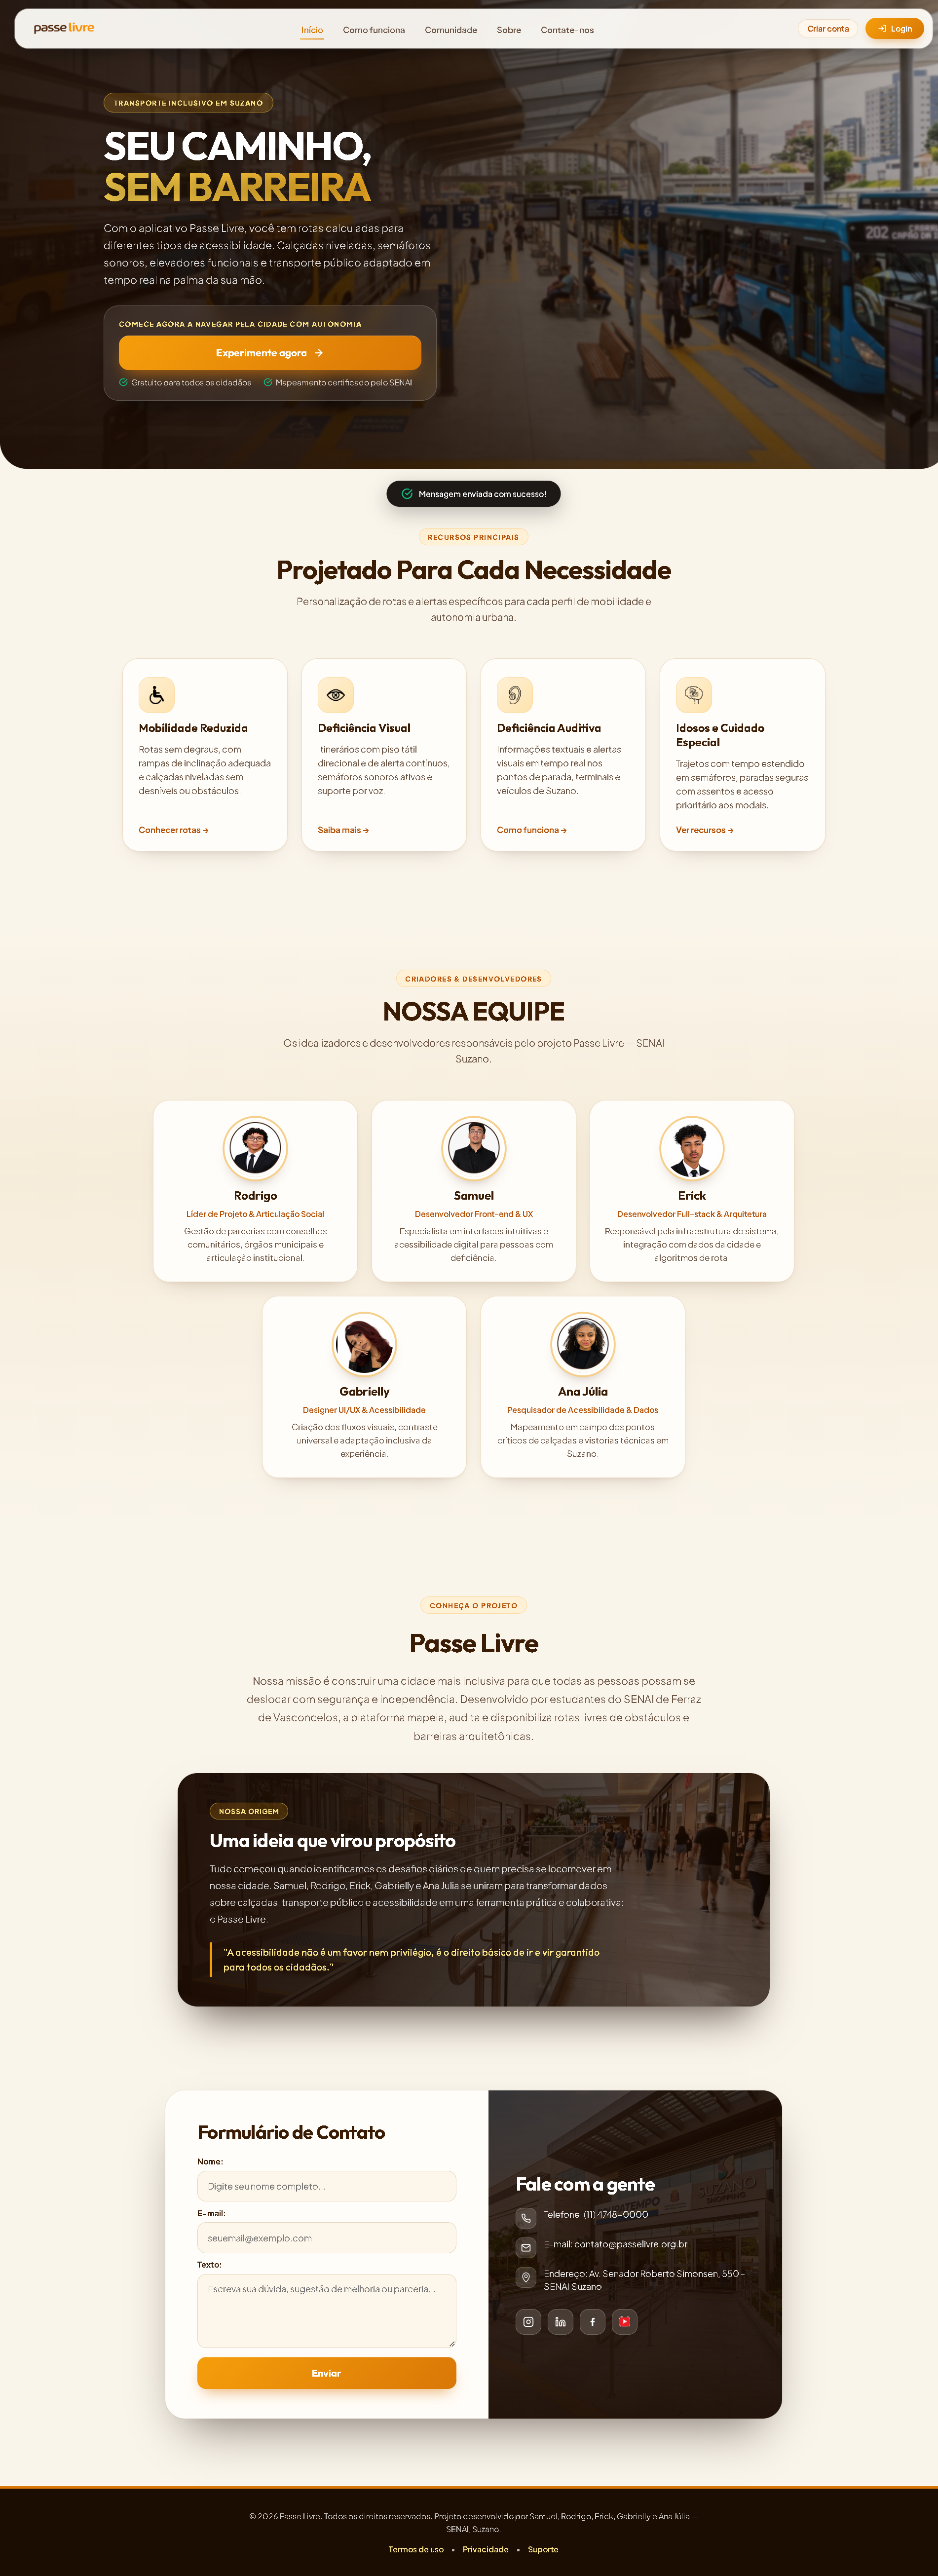 passe livre
Início
Como funciona
Comunidade
Sobre
Contate-nos
Criar conta
Login
TRANSPORTE INCLUSIVO EM SUZANO
SEU CAMINHO,
SEM BARREIRA
Com o aplicativo Passe Livre, você tem rotas calculadas para
diferentes tipos de acessibilidade. Calçadas niveladas, semáforos
sonoros, elevadores funcionais e transporte público adaptado em
tempo real na palma da sua mão.
COMECE AGORA A NAVEGAR PELA CIDADE COM AUTONOMIA
Experimente agora →
Gratuito para todos os cidadãos
Mapeamento certificado pelo SENAI
4
5
6
202
Mensagem enviada com sucesso!
RECURSOS PRINCIPAIS
Projetado Para Cada Necessidade
Personalização de rotas e alertas específicos para cada perfil de mobilidade e
autonomia urbana.
Mobilidade Reduzida
Rotas sem degraus, com
rampas de inclinação adequada
e calçadas niveladas sem
desníveis ou obstáculos.
Conhecer rotas →
Deficiência Visual
Itinerários com piso tátil
direcional e de alerta contínuos,
semáforos sonoros ativos e
suporte por voz.
Saiba mais →
Deficiência Auditiva
Informações textuais e alertas
visuais em tempo real nos
pontos de parada, terminais e
veículos de Suzano.
Como funciona →
Idosos e Cuidado
Especial
Trajetos com tempo estendido
em semáforos, paradas seguras
com assentos e acesso
prioritário aos modais.
Ver recursos →
CRIADORES & DESENVOLVEDORES
NOSSA EQUIPE
Os idealizadores e desenvolvedores responsáveis pelo projeto Passe Livre — SENAI
Suzano.
Rodrigo
Líder de Projeto & Articulação Social
Gestão de parcerias com conselhos
comunitários, órgãos municipais e
articulação institucional.
Samuel
Desenvolvedor Front-end & UX
Especialista em interfaces intuitivas e
acessibilidade digital para pessoas com
deficiência.
Erick
Desenvolvedor Full-stack & Arquitetura
Responsável pela infraestrutura do sistema,
integração com dados da cidade e
algoritmos de rota.
Gabrielly
Designer UI/UX & Acessibilidade
Criação dos fluxos visuais, contraste
universal e adaptação inclusiva da
experiência.
Ana Júlia
Pesquisador de Acessibilidade & Dados
Mapeamento em campo dos pontos
críticos de calçadas e vistorias técnicas em
Suzano.
CONHEÇA O PROJETO
Passe Livre
Nossa missão é construir uma cidade mais inclusiva para que todas as pessoas possam se
deslocar com segurança e independência. Desenvolvido por estudantes do SENAI de Ferraz
de Vasconcelos, a plataforma mapeia, audita e disponibiliza rotas livres de obstáculos e
barreiras arquitetônicas.
NOSSA ORIGEM
Uma ideia que virou propósito
Tudo começou quando identificamos os desafios diários de quem precisa se locomover em
nossa cidade. Samuel, Rodrigo, Erick, Gabrielly e Ana Julia se uniram para transformar dados
sobre calçadas, transporte público e acessibilidade em uma ferramenta prática e colaborativa:
o Passe Livre.
"A acessibilidade não é um favor nem privilégio, é o direito básico de ir e vir garantido
para todos os cidadãos."
Formulário de Contato
Nome:
Digite seu nome completo...
E-mail:
seuemail@exemplo.com
Texto:
Escreva sua dúvida, sugestão de melhoria ou parceria...
Enviar
SUZANO
Fale com a gente
Telefone: (11) 4748-0000
E-mail: contato@passelivre.org.br
Endereço: Av. Senador Roberto Simonsen, 550 -
SENAI Suzano
© 2026 Passe Livre. Todos os direitos reservados. Projeto desenvolvido por Samuel, Rodrigo, Erick, Gabrielly e Ana Júlia —
SENAI, Suzano.
Termos de uso • Privacidade • Suporte